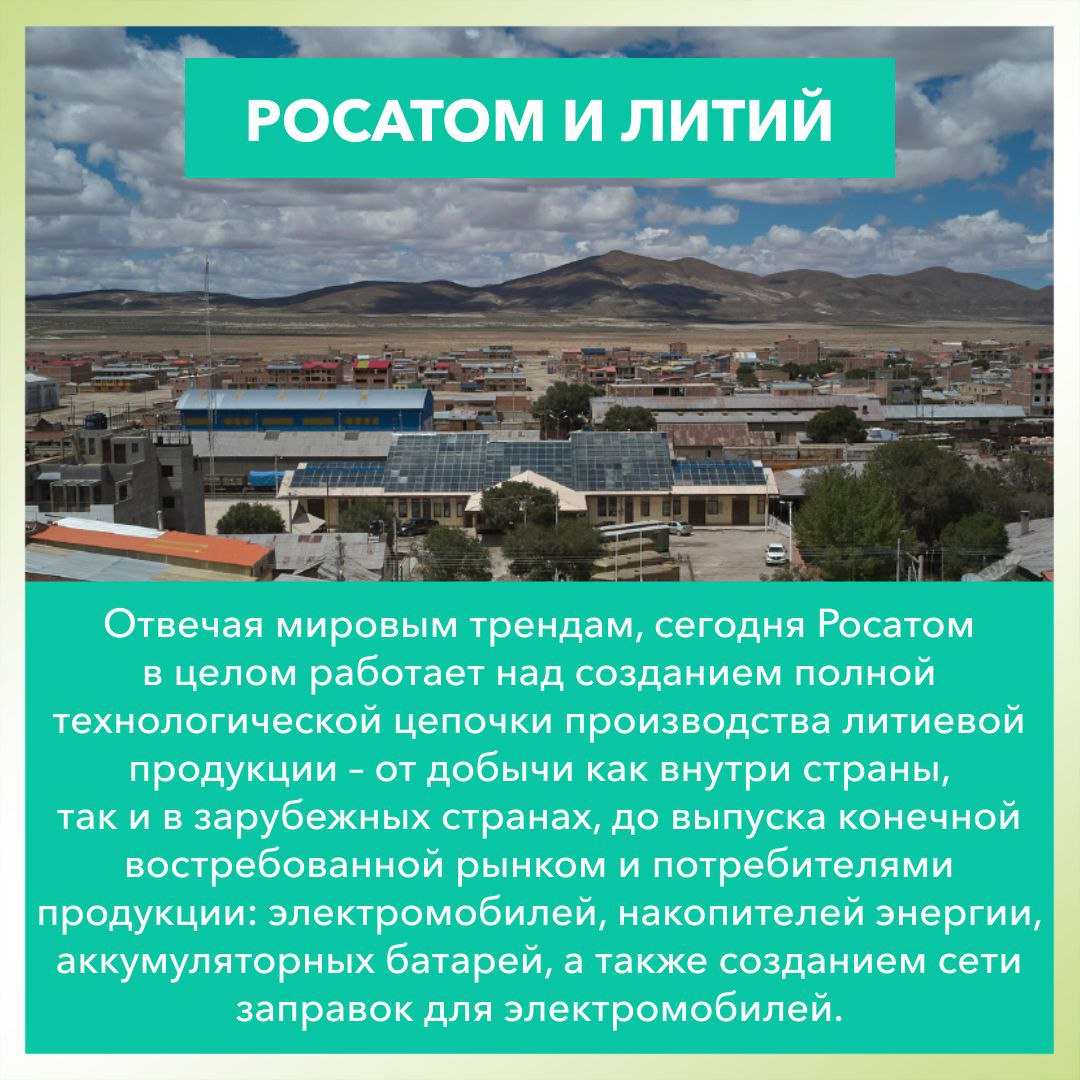 РОСАТОМ И ЛИТИЙ
Отвечая мировым трендам, сегодня Росатом
в целом работает над созданием полной
технологической цепочки производства литиевой
продукции – от добычи как внутри страны,
так и в зарубежных странах, до выпуска конечной
востребованной рынком и потребителями
продукции: электромобилей, накопителей энергии,
аккумуляторных батарей, а также созданием сети
заправок для электромобилей.